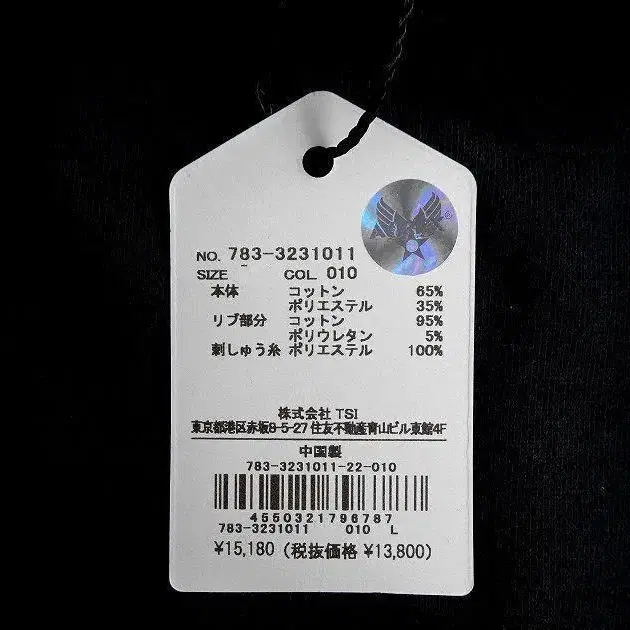 NO. 783-3231011
SIZE - COL. 010
本体 コットン 65%
ポリエステル 35%
リブ部分 コットン 95%
ポリウレタン 5%
刺しゅう糸 ポリエステル 100%
株式会社 TSI
東京都港区赤坂8-5-27 住友不動産青山ビル東館4F
中国製
783-3231011-22-010
4550321796787
783-3231011 010 L
¥15,180 (税抜価格 ¥13,800)